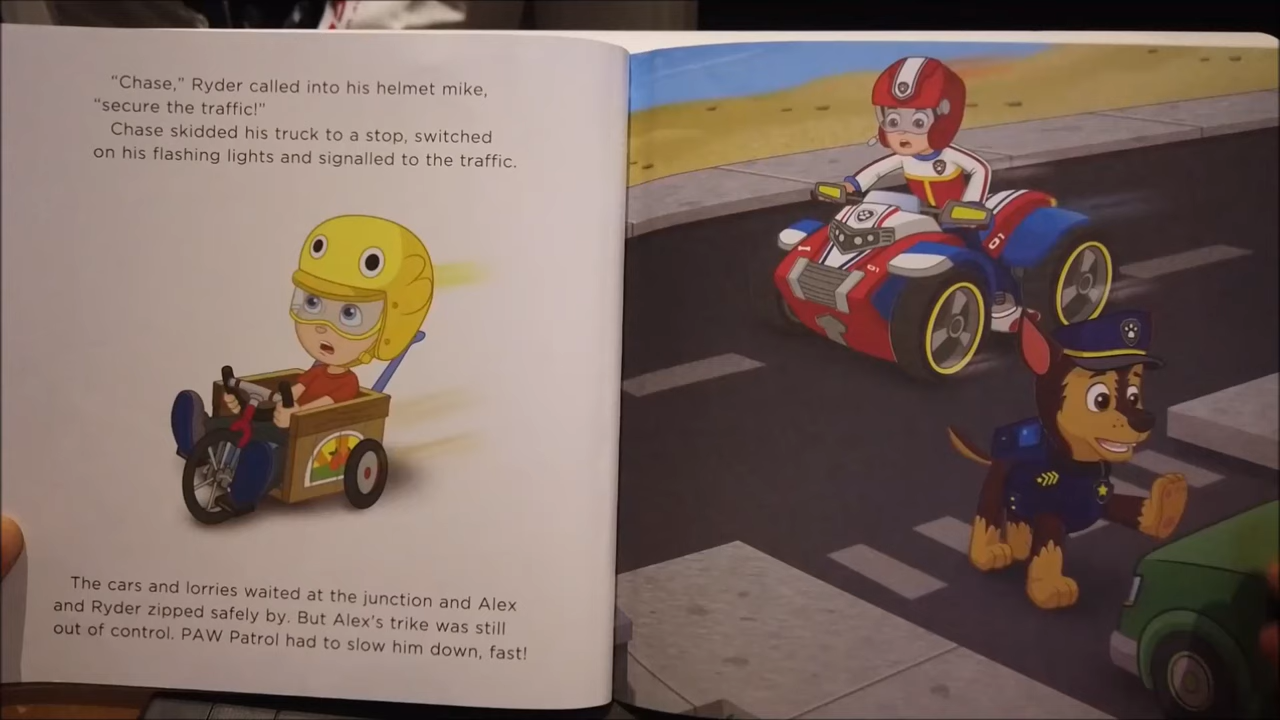 "Chase," Ryder called into his helmet mike,
"secure the traffic!"
Chase skidded his truck to a stop, switched
on his flashing lights and signalled to the traffic.
The cars and lorries waited at the junction and Alex
and Ryder zipped safely by. But Alex's trike was still
out of control. PAW Patrol had to slow him down, fast!